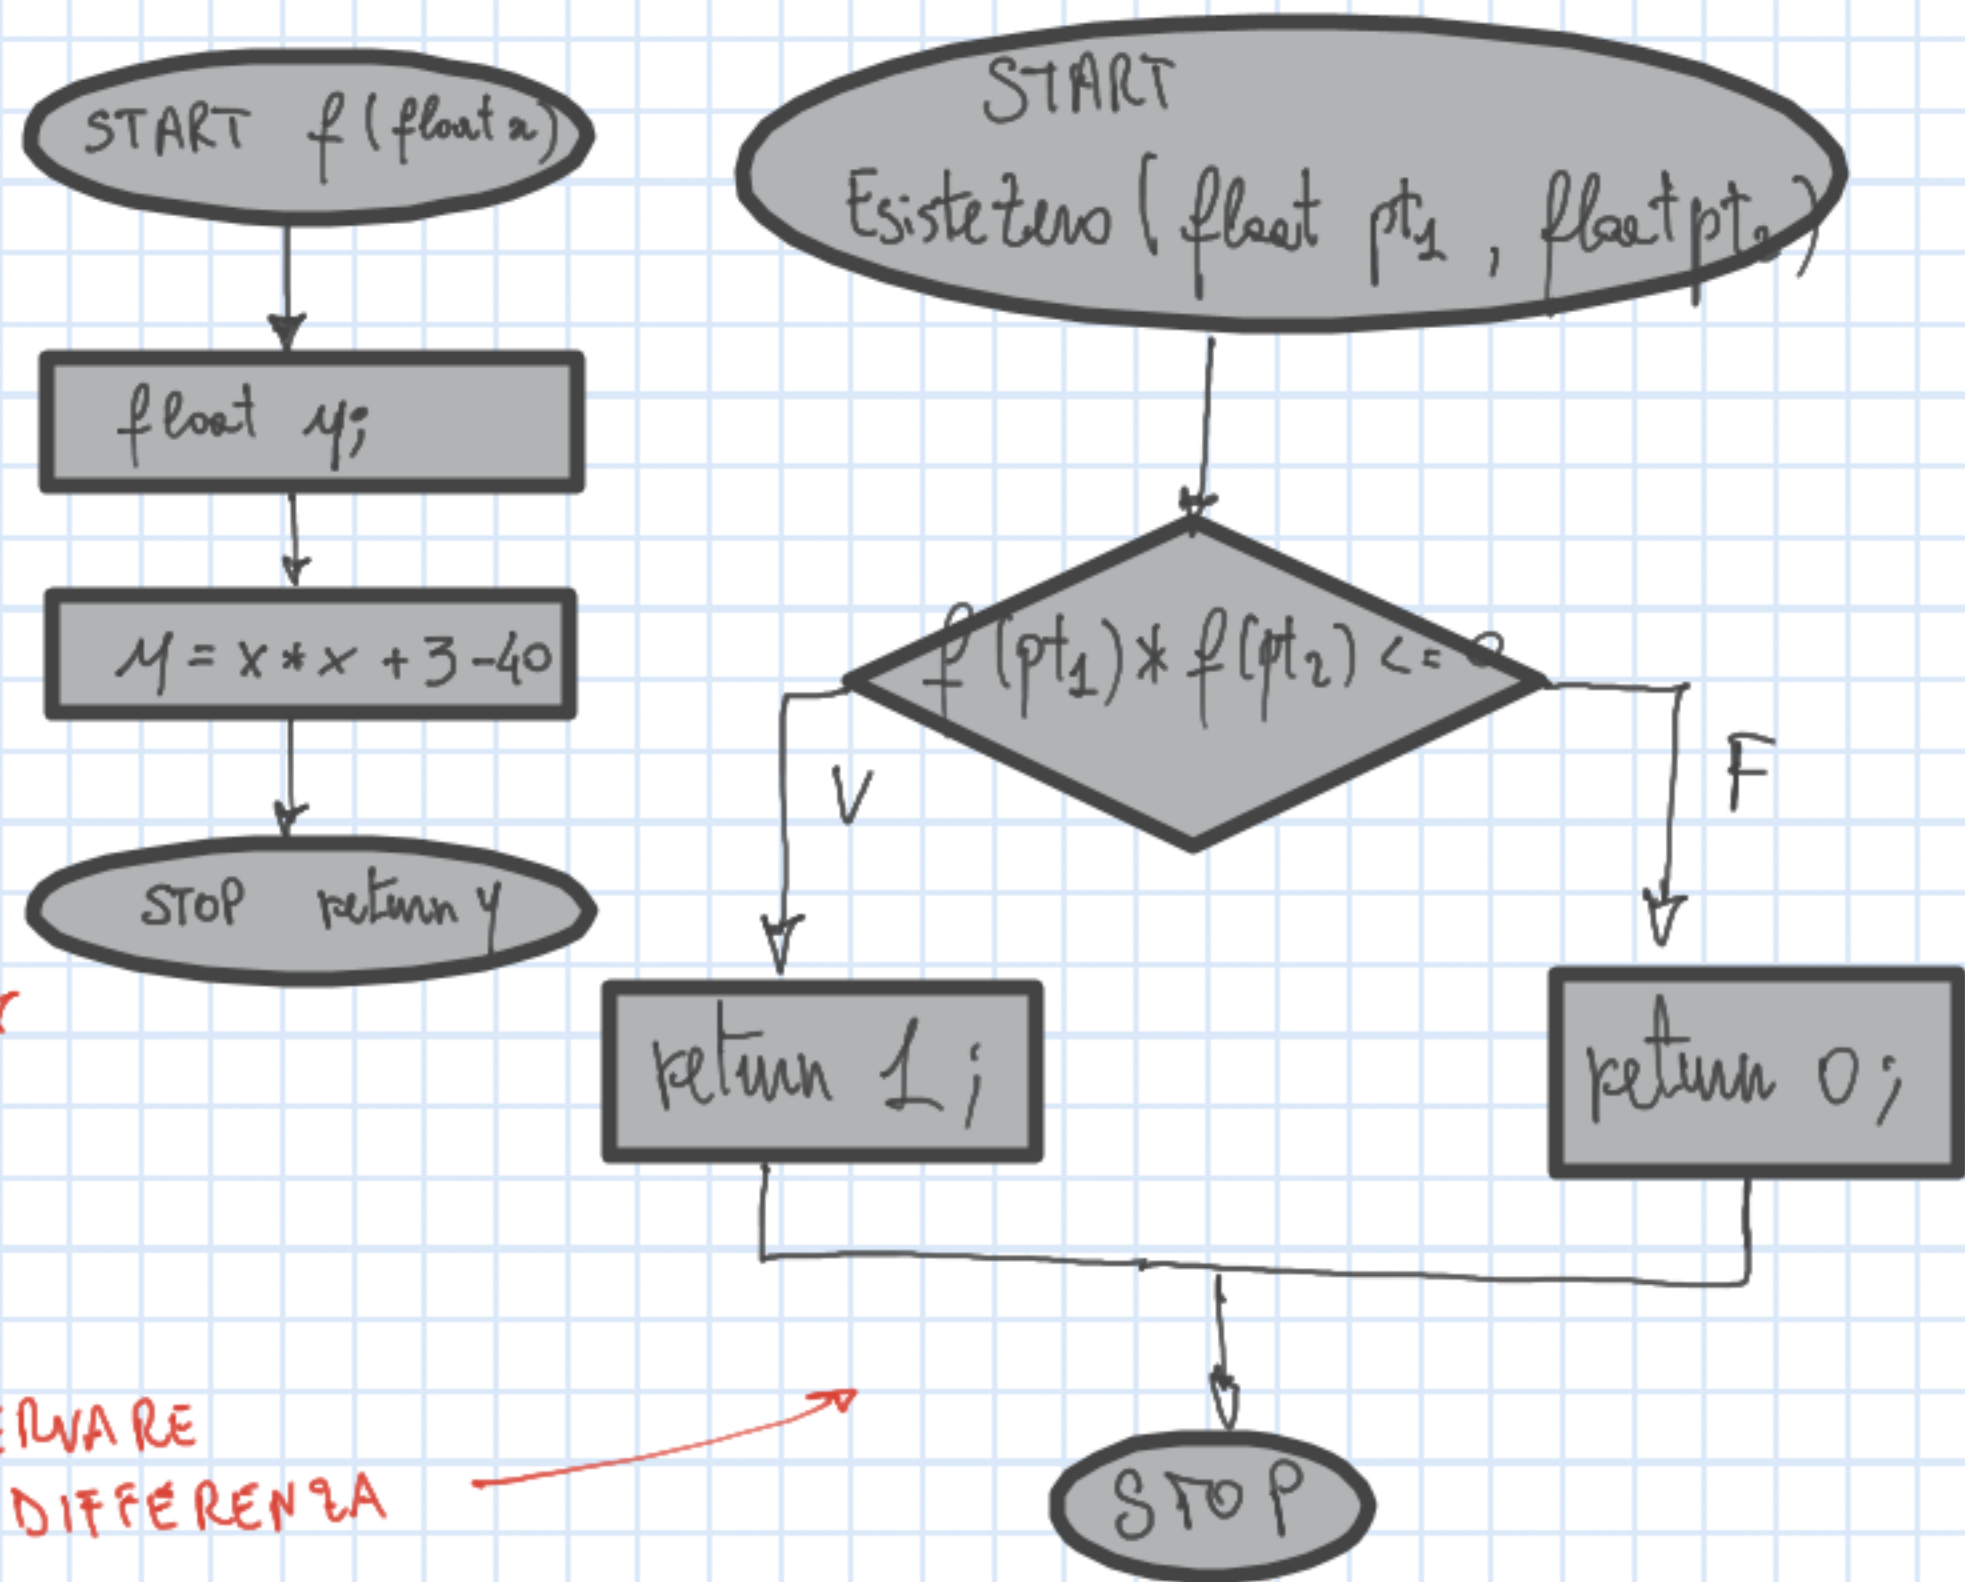 START f(float x)
float y;
y = x * x + 3 - 40
STOP return y
START
Esistezero (float pt1, float pt2)
f(pt1) * f(pt2) <= 0
V
F
return 1;
return 0;
STOP
DIFFERENZA